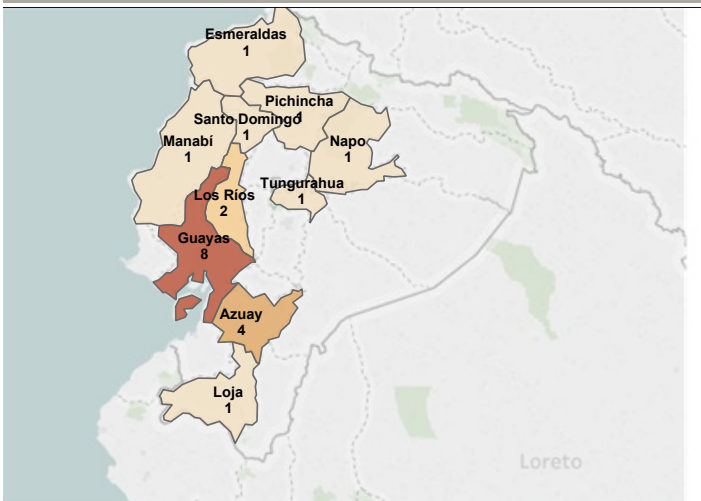 Esmeraldas
1
Pichincha
Santo Domingo
1
Manabí
1
Napo
1
Tungurahua
1
Los Ríos
2
Guayas
8
Azuay
4
Loja
1
Loreto